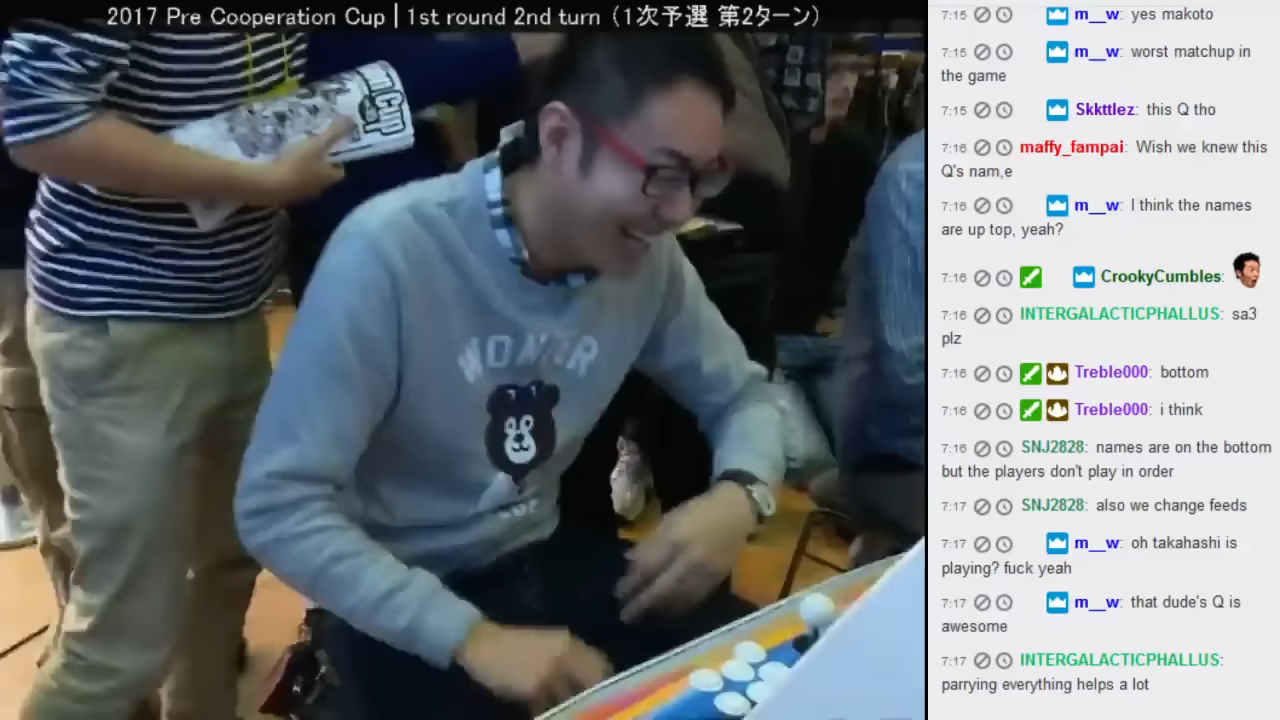 2017 Pre Cooperation Cup | 1st round 2nd turn (1次予選 第2ターン)
n Cup
WONDER
7:15 m__w: yes makoto
7:15 m__w: worst matchup in
the game
7:15 Skkttlez: this Q tho
7:16 maffy_fampai: Wish we knew this
Q's nam,e
7:16 m__w: I think the names
are up top, yeah?
7:16 CrookyCumbles:
7:16 INTERGALACTICPHALLUS: sa3
plz
7:16 Treble000: bottom
7:16 Treble000: i think
7:16 SNJ2828: names are on the bottom
but the players don't play in order
7:17 SNJ2828: also we change feeds
7:17 m__w: oh takahashi is
playing? fuck yeah
7:17 m__w: that dude's Q is
awesome
7:17 INTERGALACTICPHALLUS:
parrying everything helps a lot